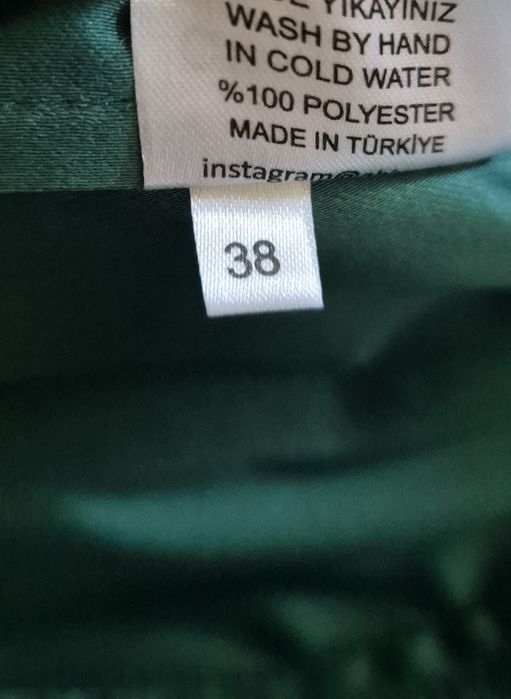 YIKAYINIZ
WASH BY HAND
IN COLD WATER
%100 POLYESTER
MADE IN TÜRKİYE
38